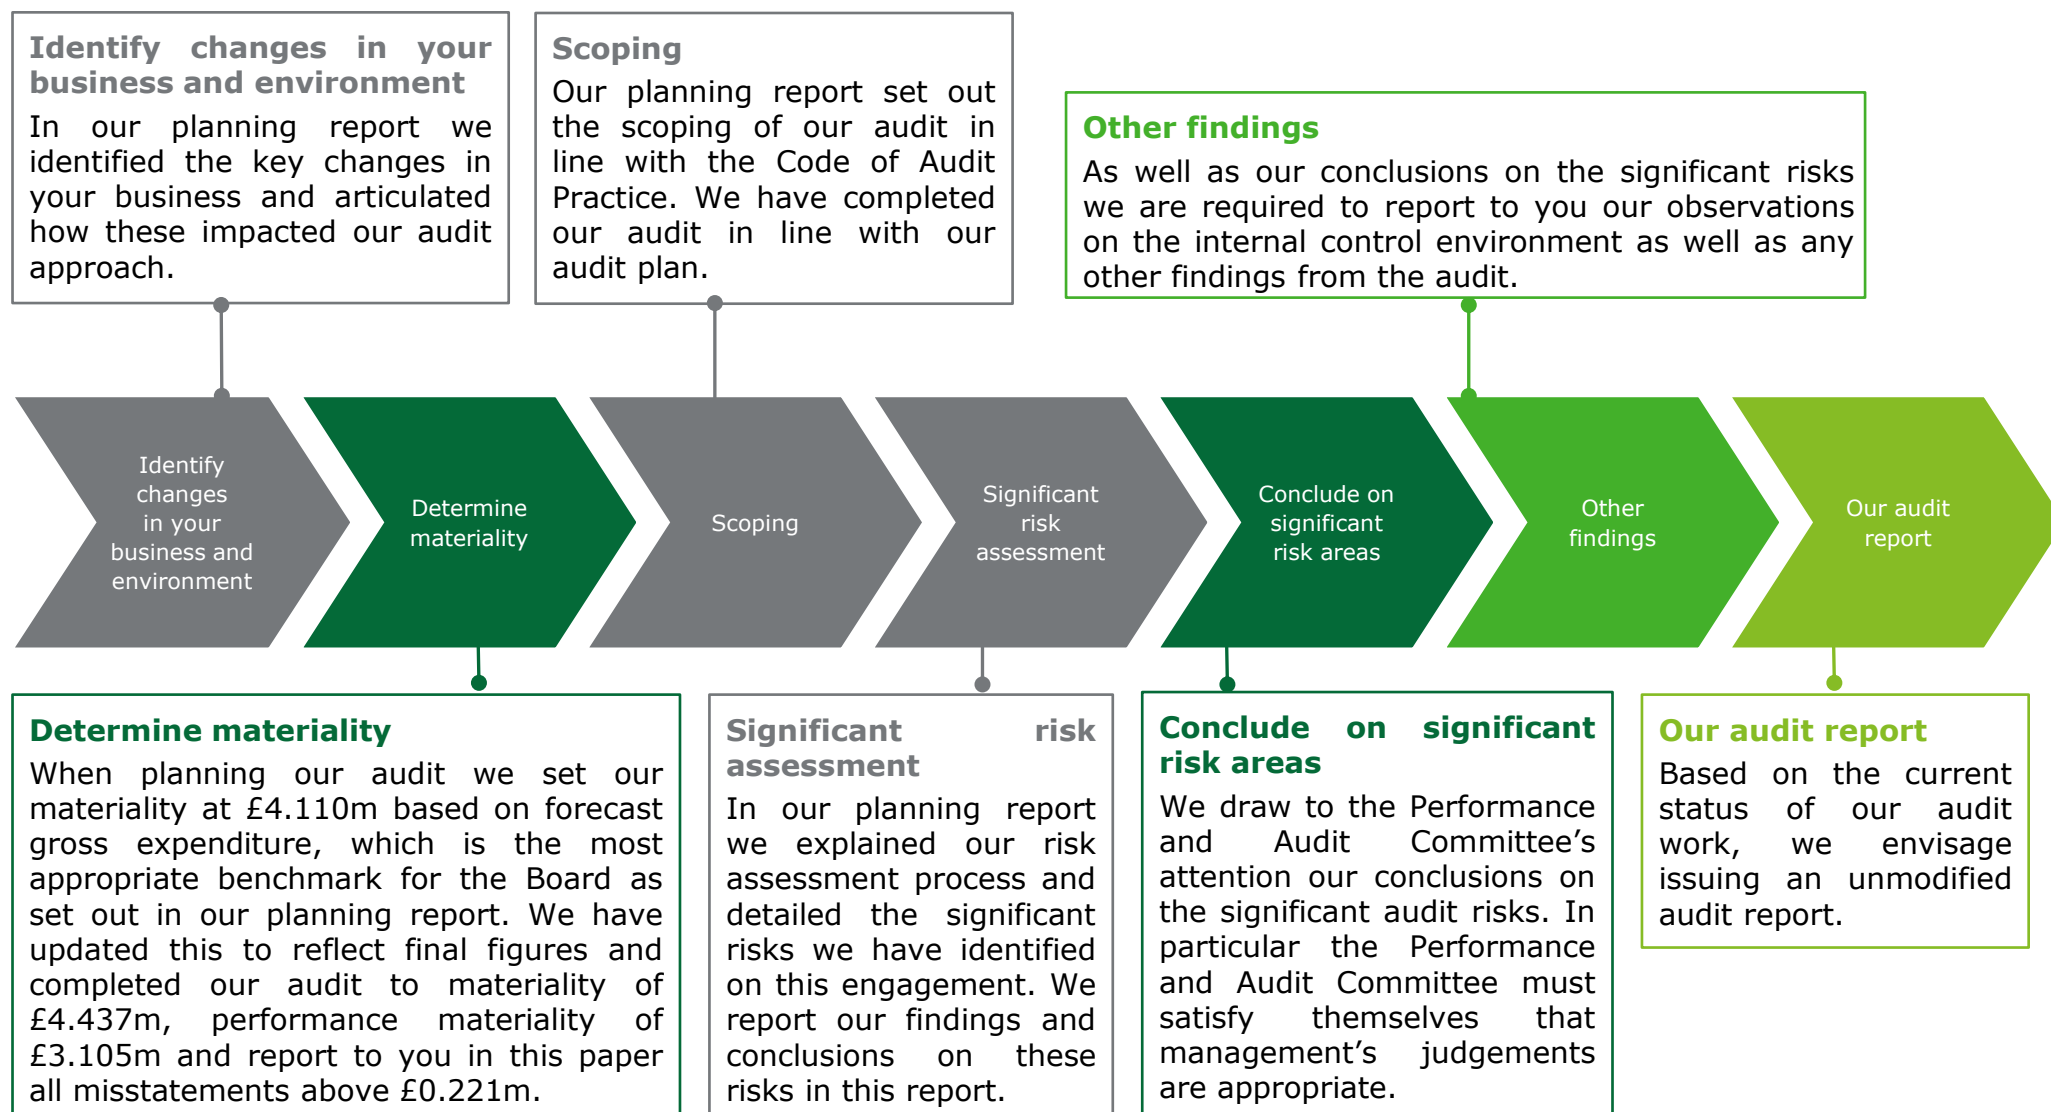 Identify changes in your
business and environment
In our planning report we
identified the key changes in
your business and articulated
how these impacted our audit
approach.
Scoping
Our planning report set out
the scoping of our audit in
line with the Code of Audit
Practice. We have completed
our audit in line with our
audit plan.
Other findings
As well as our conclusions on the significant risks
we are required to report to you our observations
on the internal control environment as well as any
other findings from the audit.
Identify
changes
in your
business and
environment
Determine
materiality
Scoping
Significant
risk
assessment
Conclude on
significant
risk areas
Other
findings
Our audit
report
Determine materiality
When planning our audit we set our
materiality at £4.110m based on forecast
gross expenditure, which is the most
appropriate benchmark for the Board as
set out in our planning report. We have
updated this to reflect final figures and
completed our audit to materiality of
£4.437m, performance materiality of
£3.105m and report to you in this paper
all misstatements above £0.221m.
Significant risk
assessment
In our planning report
we explained our risk
assessment process and
detailed the significant
risks we have identified
on this engagement. We
report our findings and
conclusions on these
risks in this report.
Conclude on significant
risk areas
We draw to the Performance
and Audit Committee’s
attention our conclusions on
the significant audit risks. In
particular the Performance
and Audit Committee must
satisfy themselves that
management’s judgements
are appropriate.
Our audit report
Based on the current
status of our audit
work, we envisage
issuing an unmodified
audit report.